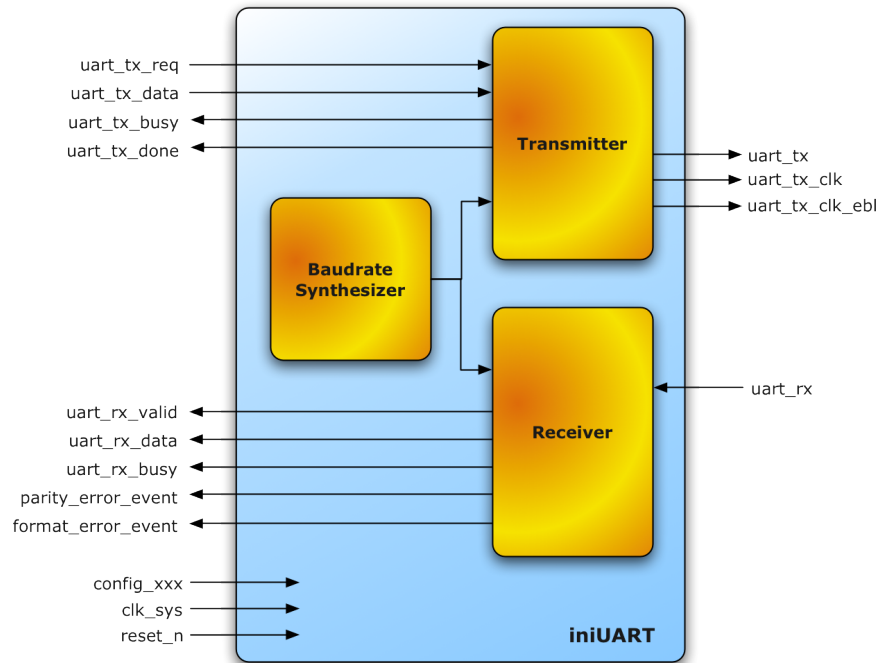 uart_tx_req
uart_tx_data
uart_tx_busy
uart_tx_done
Transmitter
uart_tx
uart_tx_clk
uart_tx_clk_ebl
Baudrate
Synthesizer
uart_rx_valid
uart_rx_data
uart_rx_busy
parity_error_event
format_error_event
Receiver
uart_rx
config_xxx
clk_sys
reset_n
iniUART